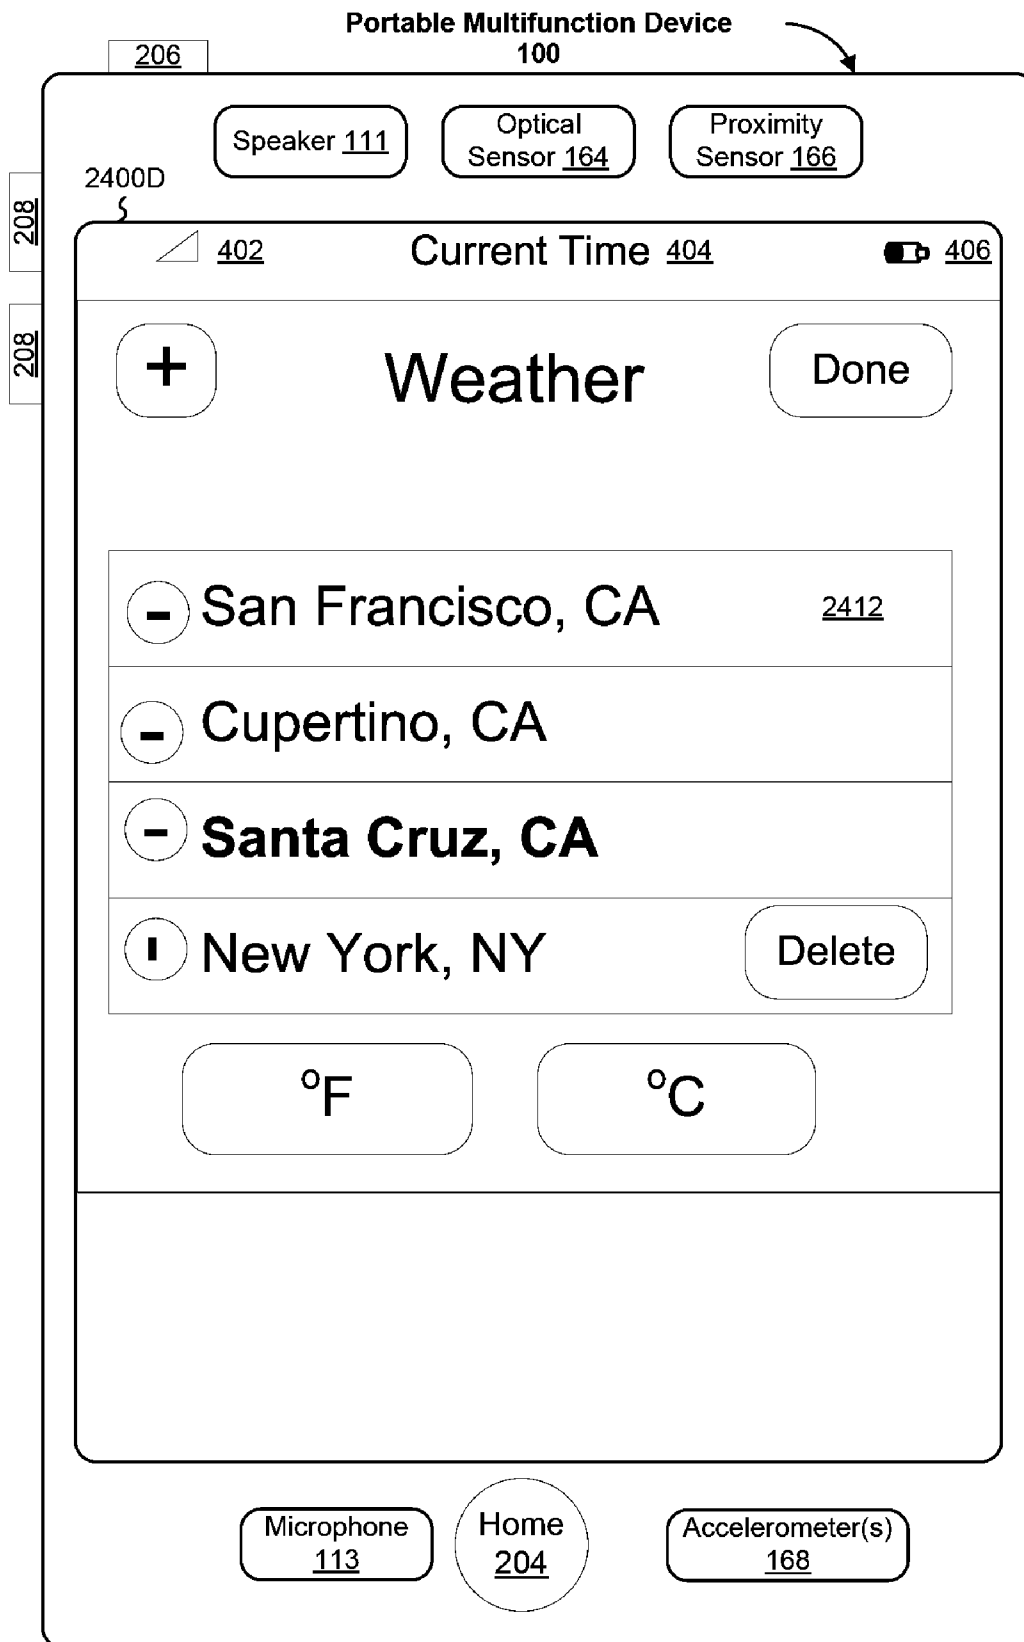 Portable Multifunction Device
100
206
Speaker 111
Optical
Sensor 164
Proximity
Sensor 166
2400D
208
208
402
Current Time 404
406
+
Weather
Done
- San Francisco, CA
2412
- Cupertino, CA
- Santa Cruz, CA
New York, NY
Delete
°F
°C
Microphone
113
Home
204
Accelerometer(s)
168